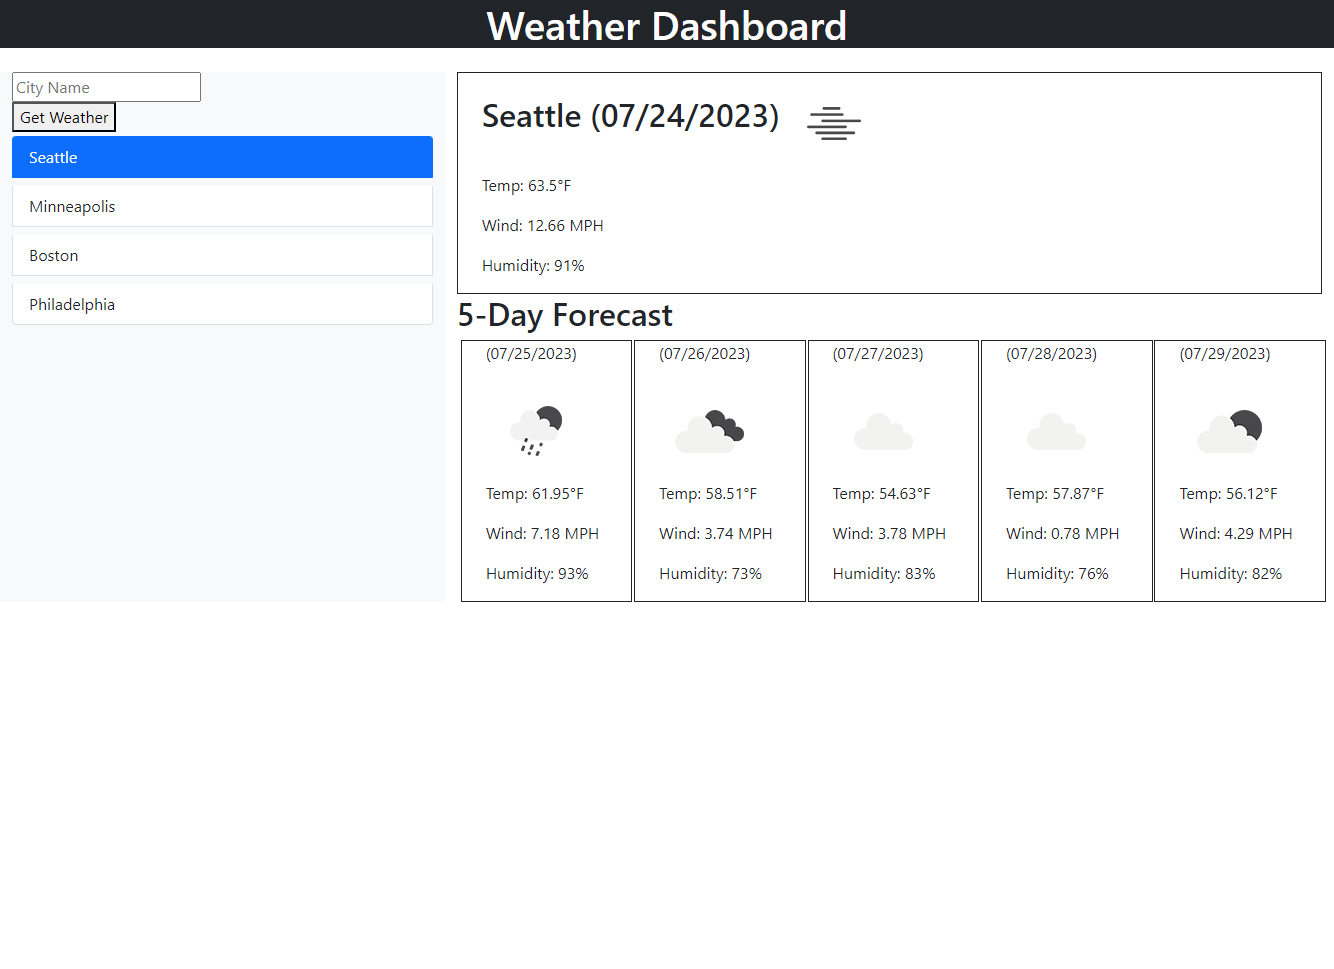 Weather Dashboard
City Name
Get Weather
Seattle
Minneapolis
Boston
Philadelphia
Seattle (07/24/2023)
Temp: 63.5°F
Wind: 12.66 MPH
Humidity: 91%
5-Day Forecast
(07/25/2023)
Temp: 61.95°F
Wind: 7.18 MPH
Humidity: 93%
(07/26/2023)
Temp: 58.51°F
Wind: 3.74 MPH
Humidity: 73%
(07/27/2023)
Temp: 54.63°F
Wind: 3.78 MPH
Humidity: 83%
(07/28/2023)
Temp: 57.87°F
Wind: 0.78 MPH
Humidity: 76%
(07/29/2023)
Temp: 56.12°F
Wind: 4.29 MPH
Humidity: 82%